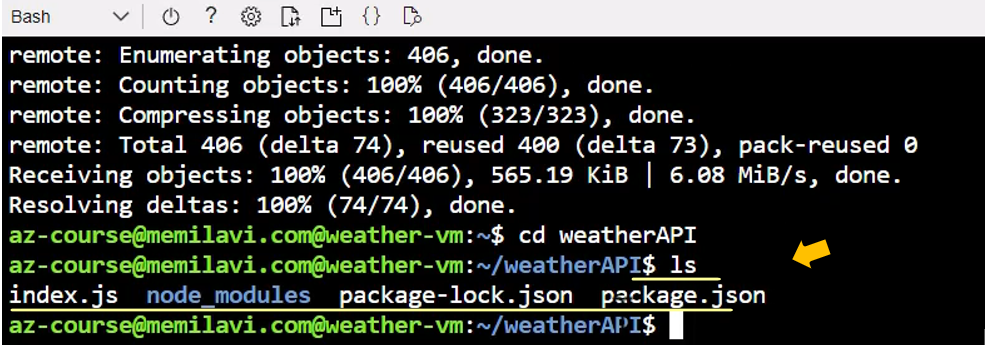 Bash
remote: Enumerating objects: 406, done.
remote: Counting objects: 100% (406/406), done.
remote: Compressing objects: 100% (323/323), done.
remote: Total 406 (delta 74), reused 400 (delta 73), pack-reused 0
Receiving objects: 100% (406/406), 565.19 KiB | 6.08 MiB/s, done.
Resolving deltas: 100% (74/74), done.
az-course@memilavi.com@weather-vm:~$ cd weatherAPI
az-course@memilavi.com@weather-vm:~/weatherAPI$ ls
index.js node_modules package-lock.json package.json
az-course@memilavi.com@weather-vm:~/weatherAPI$